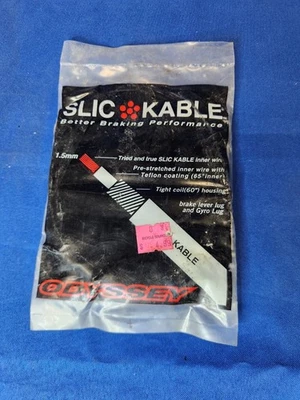 SLIC KABLE
Better Braking Performance
1.5mm
Tried and true SLIC KABLE inner wire
Pre-stretched inner wire with
Teflon coating (65" inner)
Tight coil(60") housing
brake lever lug
and Gyro Lug
KABLE
ODYSSEY